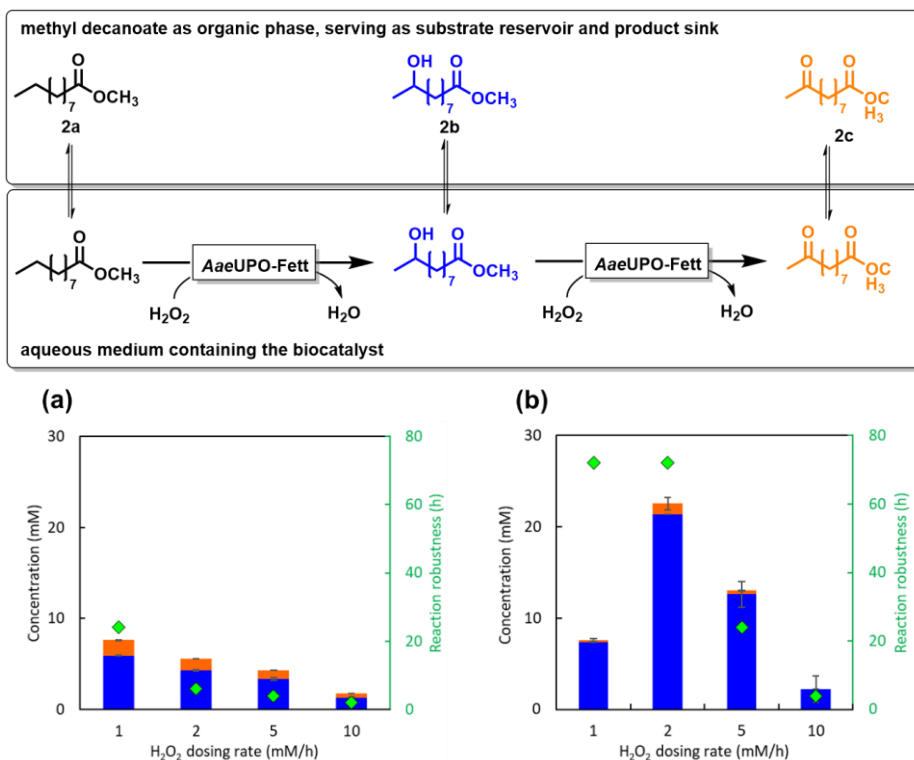 methyl decanoate as organic phase, serving as substrate reservoir and product sink
O
( )7 OCH3
2a
OH O
( )7 OCH3
2b
O O
( )7 OC
H3
2c
O
( )7 OCH3
AaeUPO-Fett
H2O2 H2O
OH O
( )7 OCH3
AaeUPO-Fett
H2O2 H2O
O O
( )7 OC
H3
aqueous medium containing the biocatalyst
(a)
Concentration (mM)
30
20
10
0
1 2 5 10
H2O2 dosing rate (mM/h)
80
60
40
20
0
Reaction robustness (h)
(b)
Concentration (mM)
30
20
10
0
1 2 5 10
H2O2 dosing rate (mM/h)
80
60
40
20
0
Reaction robustness (h)